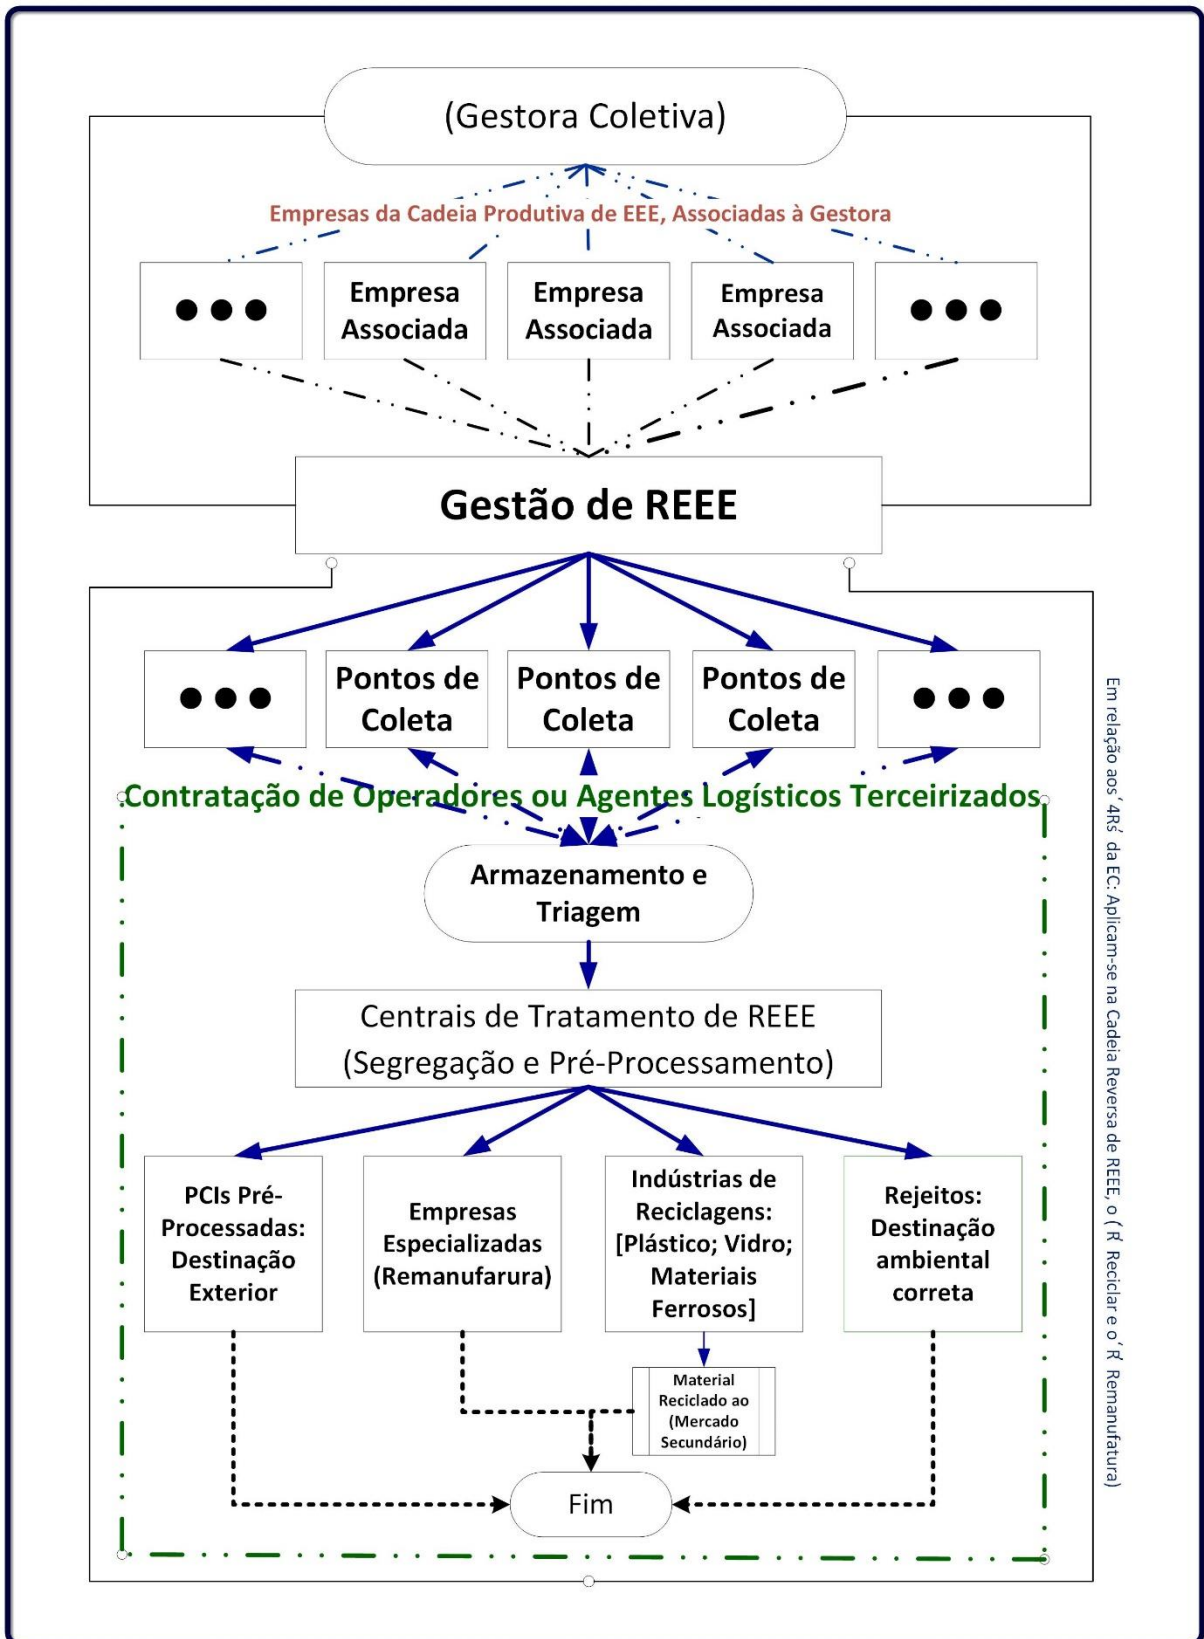 (Gestora Coletiva)
Empresas da Cadeia Produtiva de EEE, Associadas à Gestora
Empresa
Associada
Empresa
Associada
Empresa
Associada
Gestão de REEE
Pontos de
Coleta
Pontos de
Coleta
Pontos de
Coleta
Contratação de Operadores ou Agentes Logísticos Terceirizados
Armazenamento e
Triagem
Centrais de Tratamento de REEE
(Segregação e Pré-Processamento)
PCIs Pré-
Processadas:
Destinação
Exterior
Empresas
Especializadas
(Remanufarura)
Indústrias de
Reciclagens:
[Plástico; Vidro;
Materiais
Ferrosos]
Rejeitos:
Destinação
ambiental
correta
Material
Reciclado ao
(Mercado
Secundário)
Fim
Em relação aos ‘4Rs’ da EC: Aplicam-se na Cadeia Reversa de REEE, o (‘R’ Reciclar e o ‘R’ Remanufatura)